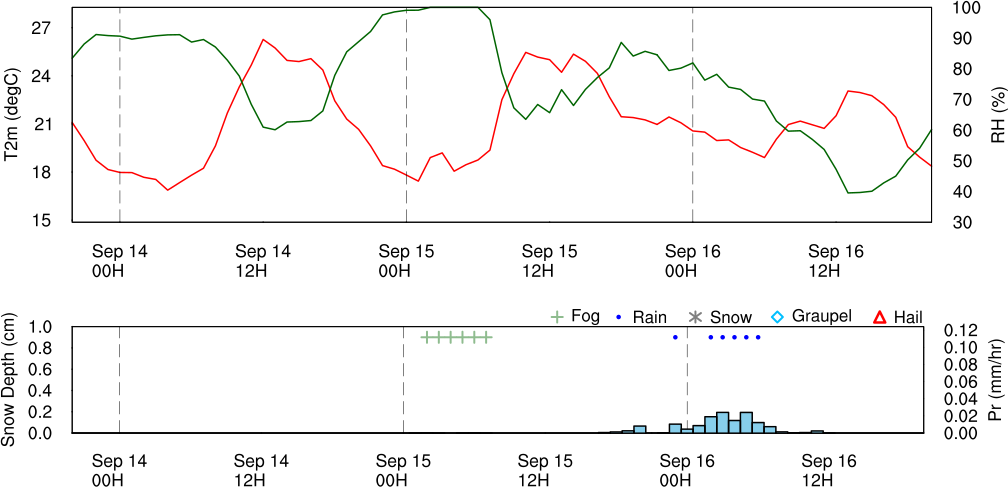 27
24
21
18
15
T2m (degC)
100
90
80
70
60
50
40
30
RH (%)
Sep 14 Sep 14 Sep 15 Sep 15 Sep 16 Sep 16
00H 12H 00H 12H 00H 12H
Fog Rain Snow Graupel Hail
1.0
0.8
0.6
0.4
0.2
0.0
Snow Depth (cm)
0.12
0.10
0.08
0.06
0.04
0.02
0.00
Pr (mm/hr)
Sep 14 Sep 14 Sep 15 Sep 15 Sep 16 Sep 16
00H 12H 00H 12H 00H 12H